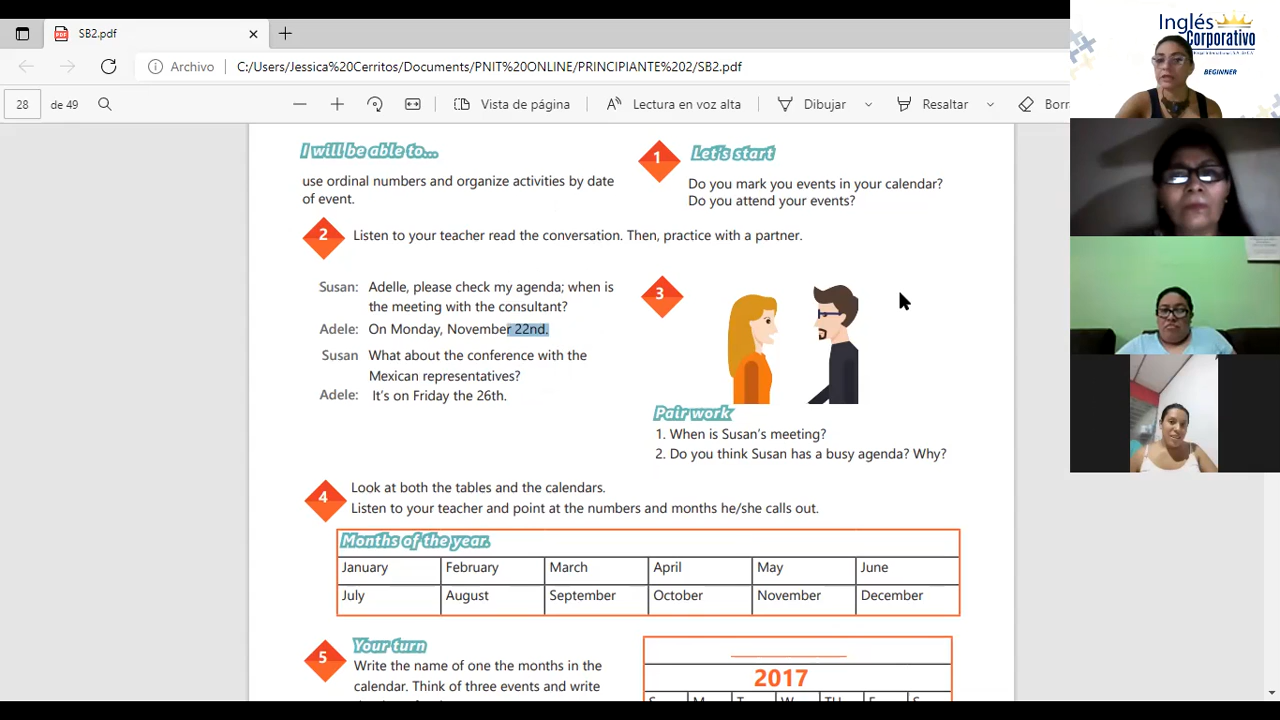 SB2.pdf
Archivo
C:/Users/Jessica%20Cerritos/Documents/PNL%20ONLINE/PRINCIPIANTE%202/SB2.pdf
28
de 49
Vista de página
Lectura en voz alta
Dibujar
Resaltar
Borr
Inglés
Corporativo
BEGINNER
I will be able to...
use ordinal numbers and organize activities by date
of event.
1
Let's start
Do you mark you events in your calendar?
Do you attend your events?
2
Listen to your teacher read the conversation. Then, practice with a partner.
Susan: Adelle, please check my agenda; when is
the meeting with the consultant?
Adele: On Monday, November 22nd.
Susan What about the conference with the
Mexican representatives?
Adele: It's on Friday the 26th.
3
Pair work
1. When is Susan's meeting?
2. Do you think Susan has a busy agenda? Why?
4
Look at both the tables and the calendars.
Listen to your teacher and point at the numbers and months he/she calls out.
Months of the year.
January February March April May June
July August September October November December
5
Your turn
Write the name of one the months in the
calendar. Think of three events and write
2017
S M T W TH F S